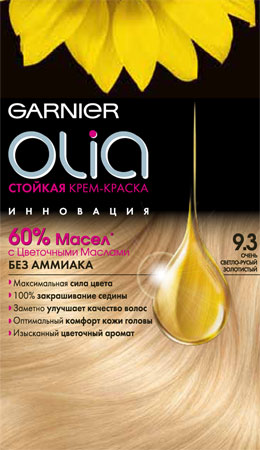 GARNIER
OLIA
СТОЙКАЯ КРЕМ-КРАСКА
ИННОВАЦИЯ
60% Масел*
с Цветочными Маслами
БЕЗ АММИАКА
• Максимальная сила цвета
• 100% закрашивание седины
• Заметно улучшает качество волос
• Оптимальный комфорт кожи головы
• Изысканный цветочный аромат
9.3
ОЧЕНЬ
СВЕТЛО-РУСЫЙ
ЗОЛОТИСТЫЙ